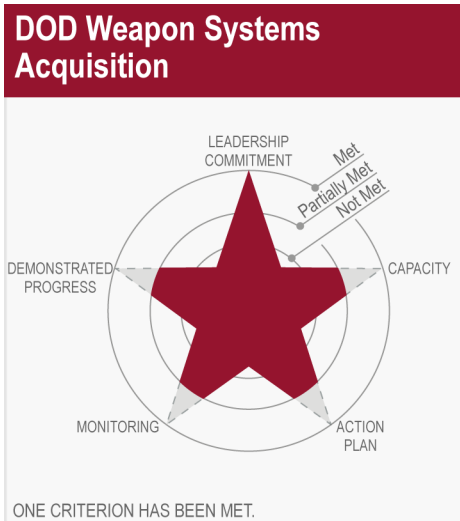 DOD Weapon Systems
Acquisition
LEADERSHIP
COMMITMENT
Met
Partially Met
Not Met
DEMONSTRATED
PROGRESS
CAPACITY
MONITORING
ACTION
PLAN
ONE CRITERION HAS BEEN MET.